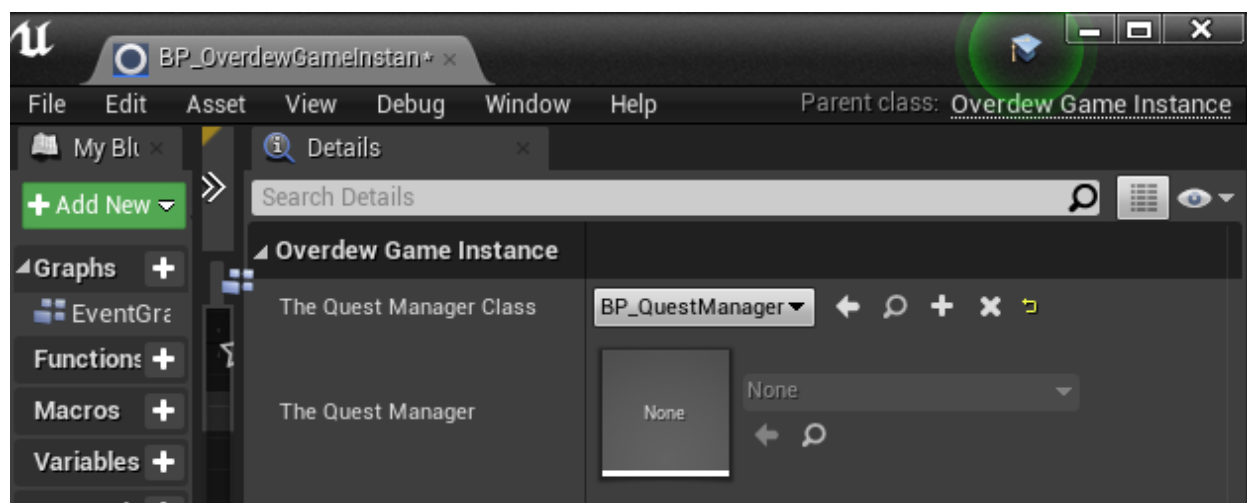 BP_OverdewGameInstan*
File Edit Asset View Debug Window Help Parent class: Overdew Game Instance
My Blu Details
Add New Search Details
Overdew Game Instance
Graphs
The Quest Manager Class BP_QuestManager
EventGra
Functions
None
Macros The Quest Manager None
Variables